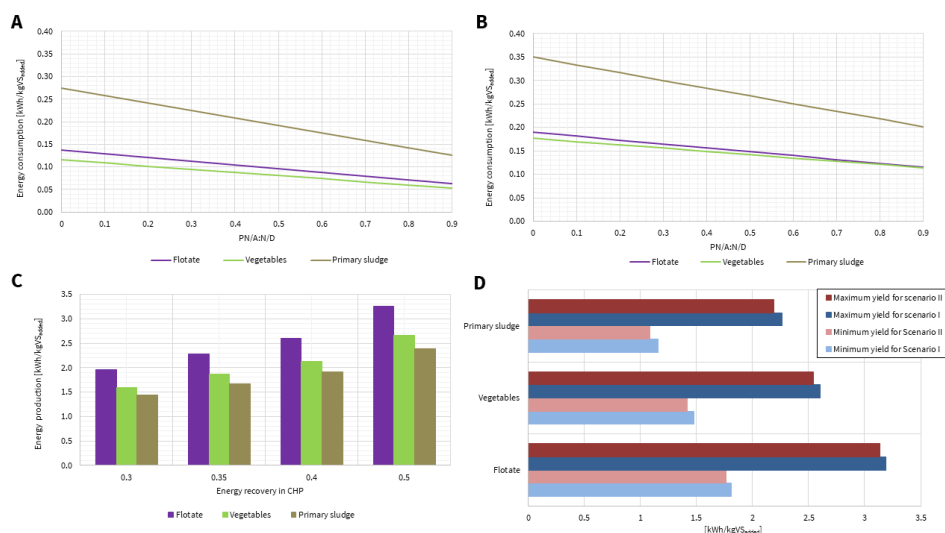 A
Energy consumption [kWh/kgVSadded]
0.40
0.35
0.30
0.25
0.20
0.15
0.10
0.05
0.00
0 0.1 0.2 0.3 0.4 0.5 0.6 0.7 0.8 0.9
PN/A:N/D
Flotate Vegetables Primary sludge
B
Energy consumption [kWh/kgVSadded]
0.40
0.35
0.30
0.25
0.20
0.15
0.10
0.05
0.00
0 0.1 0.2 0.3 0.4 0.5 0.6 0.7 0.8 0.9
PN/A:N/D
Flotate Vegetables Primary sludge
C
Energy production [kWh/kgVSadded]
3.5
3.0
2.5
2.0
1.5
1.0
0.5
0.0
0.3 0.35 0.4 0.5
Energy recovery in CHP
Flotate Vegetables Primary sludge
D
Maximum yield for scenario II
Maximum yield for scenario I
Minimum yield for Scenario II
Minimum yield for Scenario I
Primary sludge
Vegetables
Flotate
0 0.5 1 1.5 2 2.5 3 3.5
[kWh/kgVSadded]